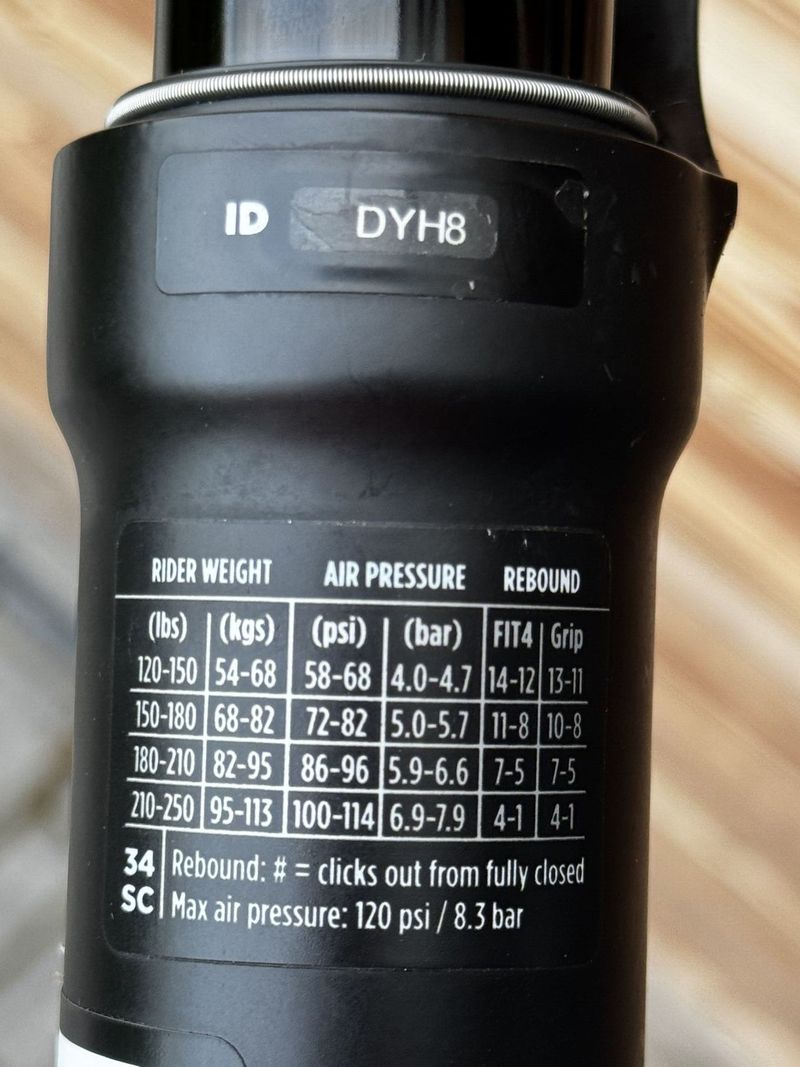 ID DYH8
RIDER WEIGHT AIR PRESSURE REBOUND
(lbs) (kgs) (psi) (bar) FIT4 Grip
120-150 54-68 58-68 4.0-4.7 14-12 13-11
150-180 68-82 72-82 5.0-5.7 11-8 10-8
180-210 82-95 86-96 5.9-6.6 7-5 7-5
210-250 95-113 100-114 6.9-7.9 4-1 4-1
34 Rebound: # = clicks out from fully closed
SC Max air pressure: 120 psi / 8.3 bar